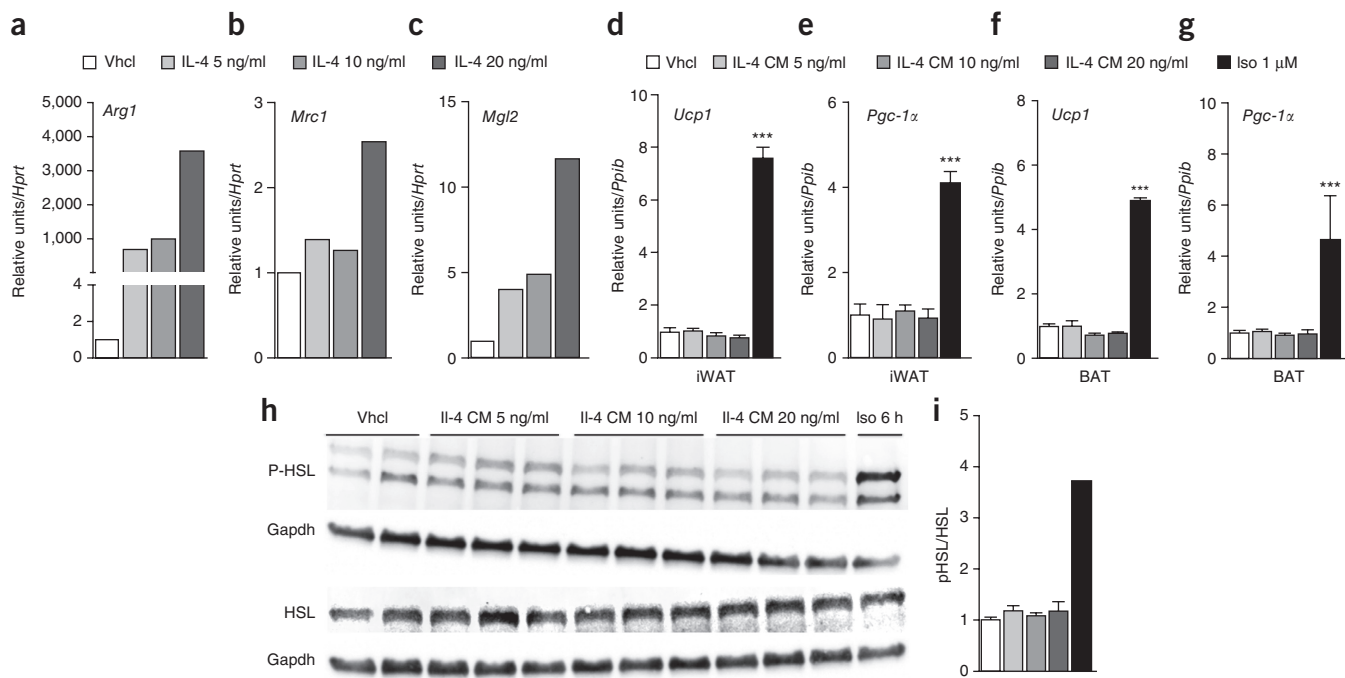 a b c d e f g
Vhcl IL-4 5 ng/ml IL-4 10 ng/ml IL-4 20 ng/ml Vhcl IL-4 CM 5 ng/ml IL-4 CM 10 ng/ml IL-4 CM 20 ng/ml Iso 1 μM
Relative units/Hprt
Arg1
5,000
4,000
3,000
2,000
1,000
4
2
0
Relative units/Hprt
Mrc1
3
2
1
0
Relative units/Hprt
Mgl2
15
10
5
0
Relative units/Ppib
Ucp1
***
10
8
6
4
2
0
iWAT
Relative units/Ppib
Pgc-1α
***
6
4
2
0
iWAT
Relative units/Ppib
Ucp1
***
8
6
4
2
0
BAT
Relative units/Ppib
Pgc-1α
***
10
8
6
4
2
0
BAT
h
Vhcl Il-4 CM 5 ng/ml Il-4 CM 10 ng/ml Il-4 CM 20 ng/ml Iso 6 h
P-HSL
Gapdh
HSL
Gapdh
i
pHSL/HSL
5
4
3
2
1
0